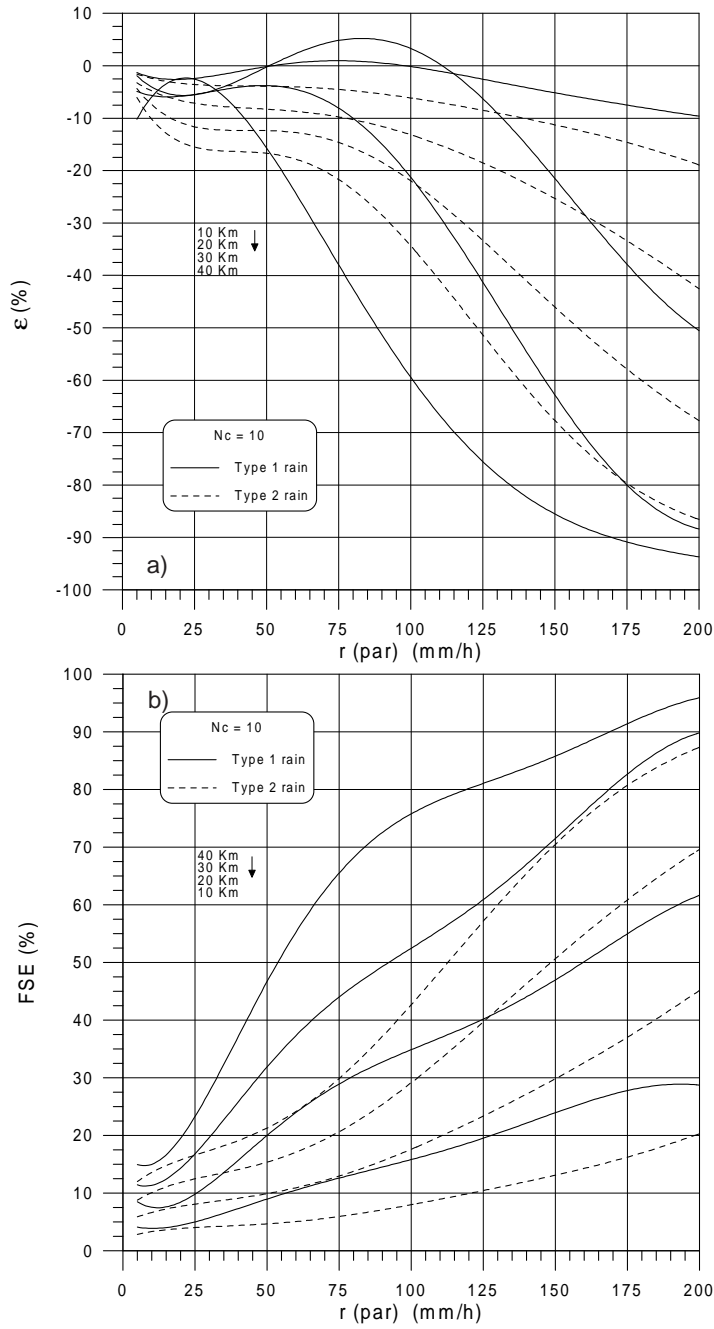 10
0
-10
-20
-30
-40
-50
-60
-70
-80
-90
-100
ε (%)
10 Km
20 Km
30 Km
40 Km
Nc = 10
Type 1 rain
Type 2 rain
a)
0 25 50 75 100 125 150 175 200
r (par) (mm/h)
100
90
80
70
60
50
40
30
20
10
0
FSE (%)
b)
Nc = 10
Type 1 rain
Type 2 rain
40 Km
30 Km
20 Km
10 Km
0 25 50 75 100 125 150 175 200
r (par) (mm/h)